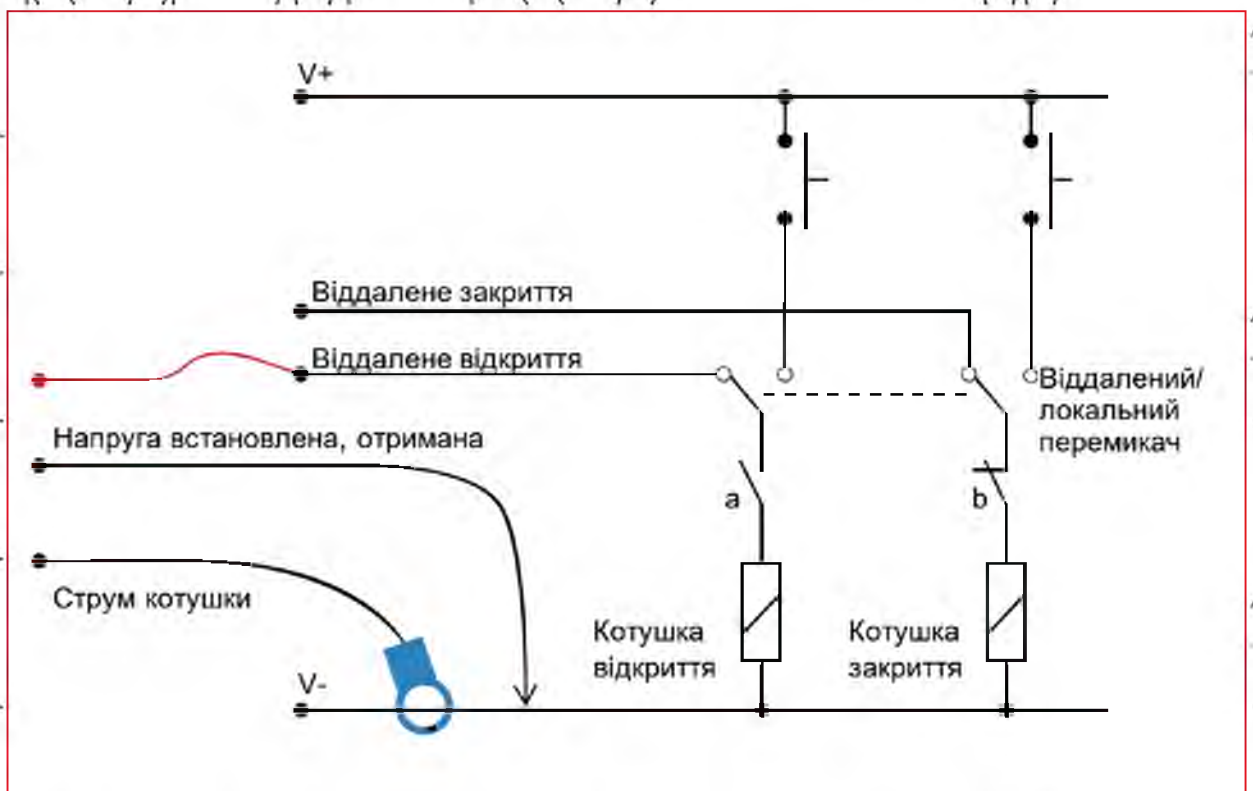 V+
Віддалене закриття
Віддалене відкриття
Віддалений/
локальний
перемикач
Напруга встановлена, отримана
a
b
Струм котушки
Котушка
відкриття
Котушка
закриття
V-